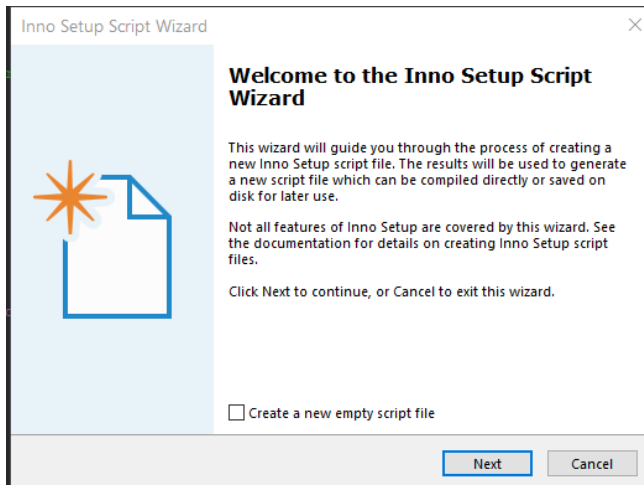 Inno Setup Script Wizard
Welcome to the Inno Setup Script
Wizard
This wizard will guide you through the process of creating a
new Inno Setup script file. The results will be used to generate
a new script file which can be compiled directly or saved on
disk for later use.
Not all features of Inno Setup are covered by this wizard. See
the documentation for details on creating Inno Setup script
files.
Click Next to continue, or Cancel to exit this wizard.
Create a new empty script file
Next
Cancel